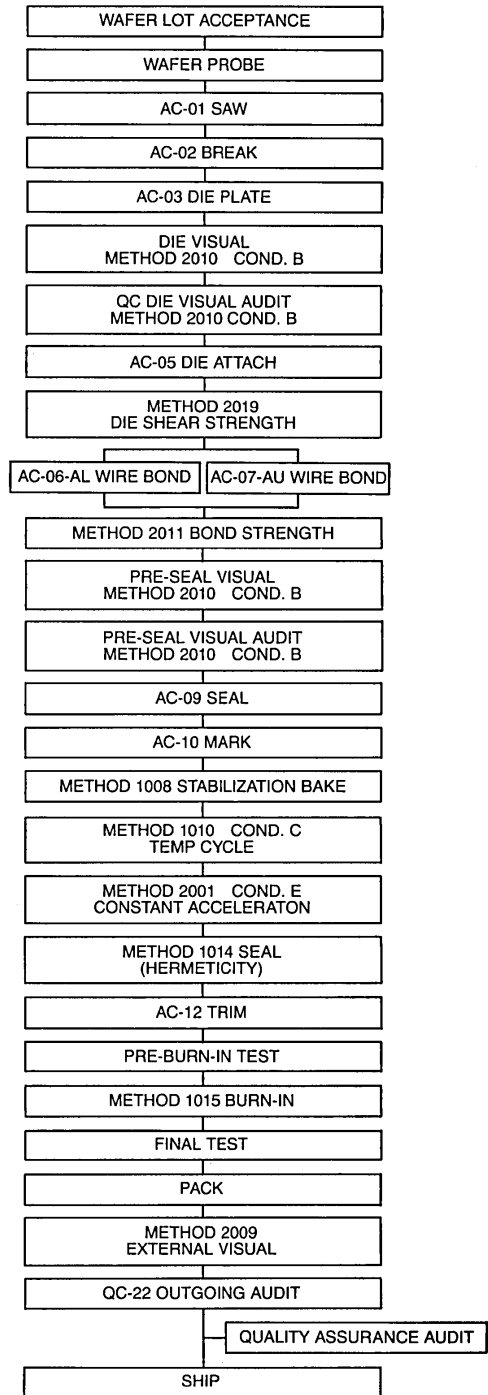 WAFER LOT ACCEPTANCE
WAFER PROBE
AC-01 SAW
AC-02 BREAK
AC-03 DIE PLATE
DIE VISUAL
METHOD 2010 COND. B
QC DIE VISUAL AUDIT
METHOD 2010 COND. B
AC-05 DIE ATTACH
METHOD 2019
DIE SHEAR STRENGTH
AC-06-AL WIRE BOND
AC-07-AU WIRE BOND
METHOD 2011 BOND STRENGTH
PRE-SEAL VISUAL
METHOD 2010 COND. B
PRE-SEAL VISUAL AUDIT
METHOD 2010 COND. B
AC-09 SEAL
AC-10 MARK
METHOD 1008 STABILIZATION BAKE
METHOD 1010 COND. C
TEMP CYCLE
METHOD 2001 COND. E
CONSTANT ACCELERATON
METHOD 1014 SEAL
(HERMETICITY)
AC-12 TRIM
PRE-BURN-IN TEST
METHOD 1015 BURN-IN
FINAL TEST
PACK
METHOD 2009
EXTERNAL VISUAL
QC-22 OUTGOING AUDIT
QUALITY ASSURANCE AUDIT
SHIP